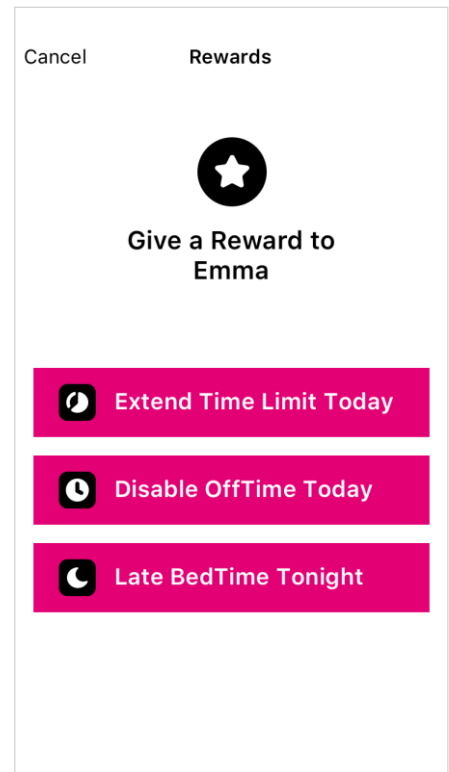 Cancel
Rewards
Give a Reward to
Emma
Extend Time Limit Today
Disable OffTime Today
Late BedTime Tonight